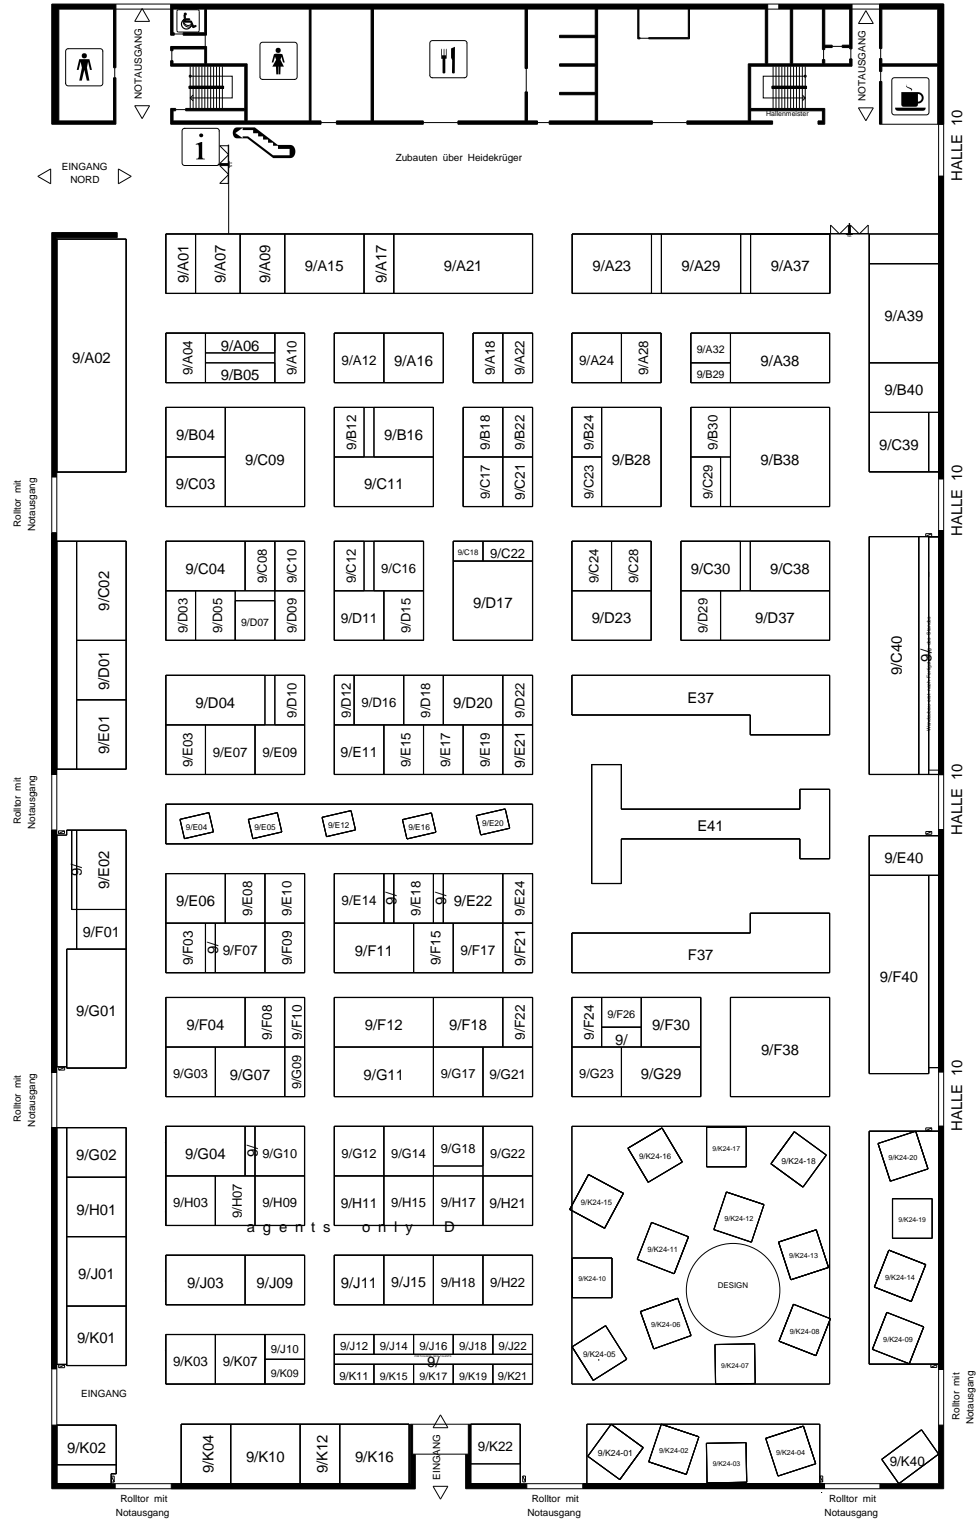 NOTAUSGANG
NOTAUSGANG
Hallenmeister
i
HALLE 10
Zubauten über Heidekrüger
EINGANG
NORD
9/A01
9/A07
9/A09
9/A15
9/A17
9/A21
9/A23
9/A29
9/A37
9/A39
9/A02
9/A04
9/A06
9/B05
9/A10
9/A12
9/A16
9/A18
9/A22
9/A24
9/A28
9/A32
9/B29
9/A38
9/B40
9/B04
9/C03
9/C09
9/B12
9/B16
9/C11
9/B18
9/B22
9/C17
9/C21
9/B24
9/C23
9/B28
9/B30
9/C29
9/B38
9/C39
Rolltor mit
Notausgang
HALLE 10
9/C02
9/C04
9/C08
9/C10
9/C12
9/C16
9/C18
9/C22
9/C24
9/C28
9/C30
9/C38
9/D03
9/D05
9/D07
9/D09
9/D11
9/D15
9/D17
9/D23
9/D29
9/D37
9/C40
9/
9/D01
9/E01
9/D04
9/D10
9/D12
9/D16
9/D18
9/D20
9/D22
E37
9/E03
9/E07
9/E09
9/E11
9/E15
9/E17
9/E19
9/E21
Rolltor mit
Notausgang
HALLE 10
9/E04
9/E05
9/E12
9/E16
9/E20
E41
9/
9/E02
9/E40
9/E06
9/E08
9/E10
9/E14
9/
9/E18
9/
9/E22
9/E24
9/F01
9/F03
9/
9/F07
9/F09
9/F11
9/F15
9/F17
9/F21
F37
9/F40
9/G01
9/F04
9/F08
9/F10
9/F12
9/F18
9/F22
9/F24
9/F26
9/
9/F30
9/F38
9/G03
9/G07
9/G09
9/G11
9/G17
9/G21
9/G23
9/G29
Rolltor mit
Notausgang
HALLE 10
9/G02
9/G04
9/
9/G10
9/G12
9/G14
9/G18
9/G22
9/K24-16
9/K24-17
9/K24-18
9/K24-20
9/H01
9/H03
9/H07
9/H09
9/H11
9/H15
9/H17
9/H21
9/K24-15
9/K24-12
9/K24-19
agents only D
9/K24-11
9/K24-13
9/J01
9/J03
9/J09
9/J11
9/J15
9/H18
9/H22
9/K24-10
DESIGN
9/K24-14
9/K01
9/K24-06
9/K24-08
9/K24-09
9/K03
9/K07
9/J10
9/K09
9/J12
9/J14
9/J16
9/J18
9/J22
9/
9/K11
9/K15
9/K17
9/K19
9/K21
9/K24-05
9/K24-07
EINGANG
Rolltor mit
Notausgang
9/K02
9/K04
9/K10
9/K12
9/K16
EINGANG
9/K22
9/K24-01
9/K24-02
9/K24-03
9/K24-04
9/K40
Rolltor mit
Notausgang
Rolltor mit
Notausgang
Rolltor mit
Notausgang